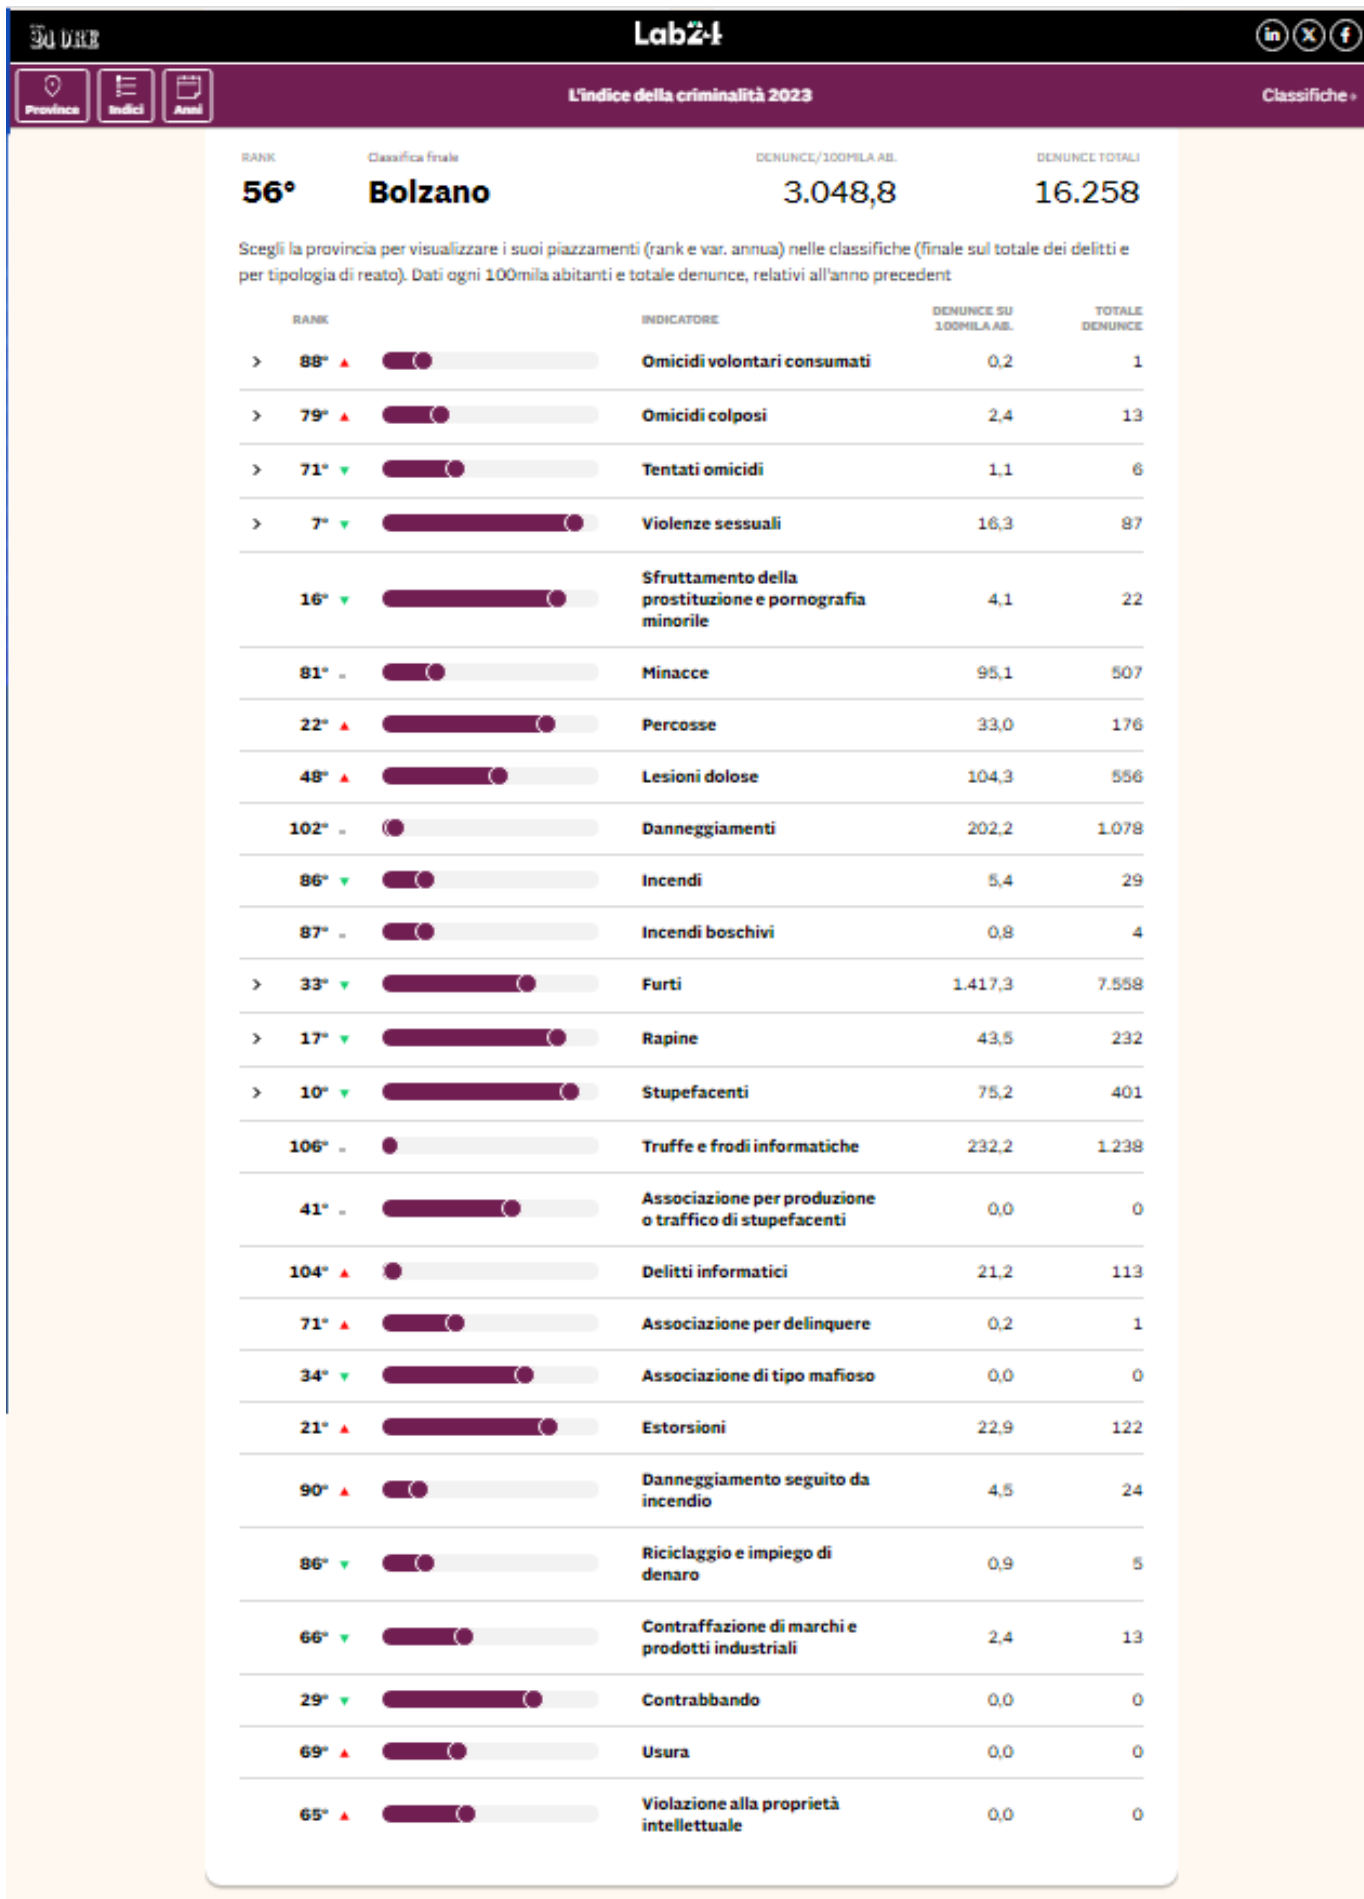 Lab24
Province
Indici
Anni
L'indice della criminalità 2023
Classifiche
RANK Classifica finale DENUNCE/100MILA AB. DENUNCE TOTALI
56° Bolzano 3.048,8 16.258
Scegli la provincia per visualizzare i suoi piazzamenti (rank e var. annua) nelle classifiche (finale sul totale dei delitti e
per tipologia di reato). Dati ogni 100mila abitanti e totale denunce, relativi all'anno precedent
RANK INDICATORE DENUNCE SU 100MILA AB. TOTALE DENUNCE
88° Omicidi volontari consumati 0,2 1
79° Omicidi colposi 2,4 13
71° Tentati omicidi 1,1 6
7° Violenze sessuali 16,3 87
Sfruttamento della
16° prostituzione e pornografia 4,1 22
minorile
81° Minacce 95,1 507
22° Percosse 33,0 176
48° Lesioni dolose 104,3 556
102° Danneggiamenti 202,2 1.078
86° Incendi 5,4 29
87° Incendi boschivi 0,8 4
33° Furti 1.417,3 7.558
17° Rapine 43,5 232
10° Stupefacenti 75,2 401
106° Truffe e frodi informatiche 232,2 1.238
41° Associazione per produzione 0,0 0
o traffico di stupefacenti
104° Delitti informatici 21,2 113
71° Associazione per delinquere 0,2 1
34° Associazione di tipo mafioso 0,0 0
21° Estorsioni 22,9 122
90° Danneggiamento seguito da 4,5 24
incendio
86° Riciclaggio e impiego di 0,9 5
denaro
66° Contraffazione di marchi e 2,4 13
prodotti industriali
29° Contrabbando 0,0 0
69° Usura 0,0 0
65° Violazione alla proprietà 0,0 0
intellettuale